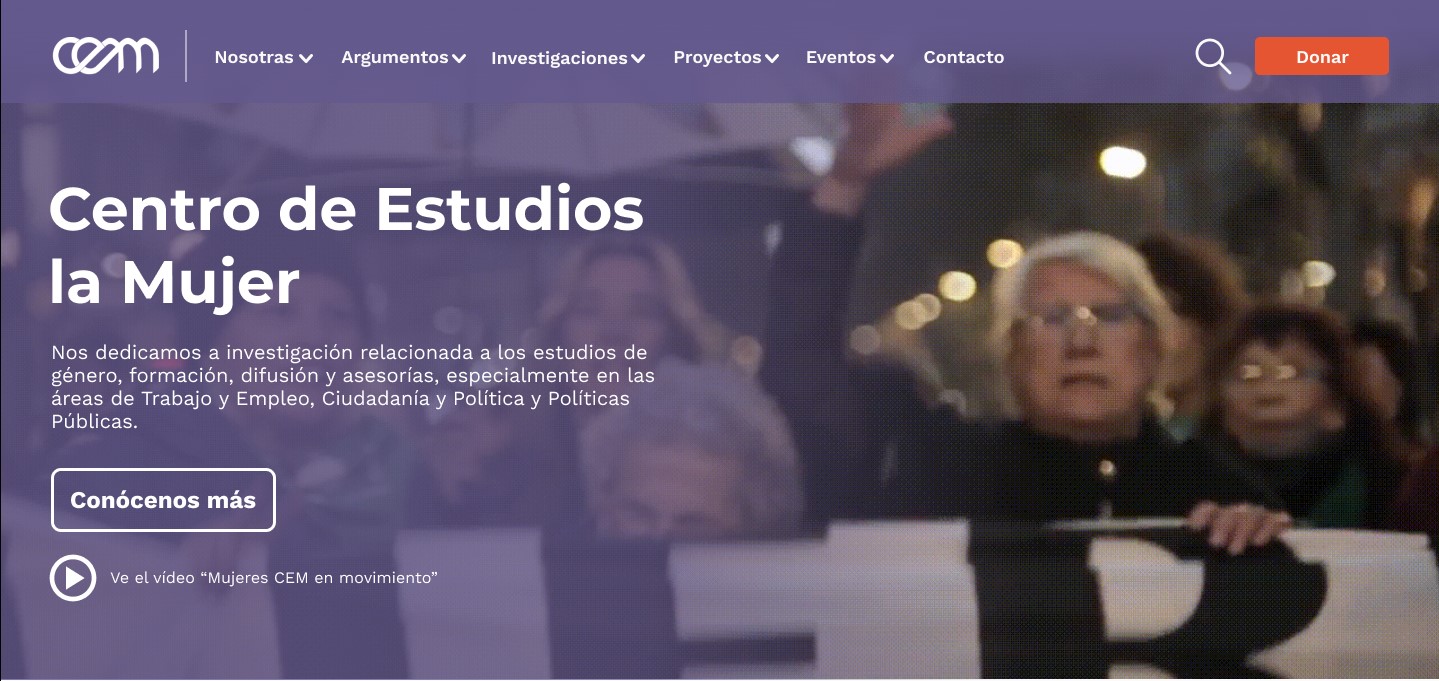 cem
Nosotras Argumentos Investigaciones Proyectos Eventos Contacto Donar
Centro de Estudios
la Mujer
Nos dedicamos a investigación relacionada a los estudios de
género, formación, difusión y asesorías, especialmente en las
áreas de Trabajo y Empleo, Ciudadanía y Política y Políticas
Públicas.
Conócenos más
Ve el vídeo “Mujeres CEM en movimiento”
ER